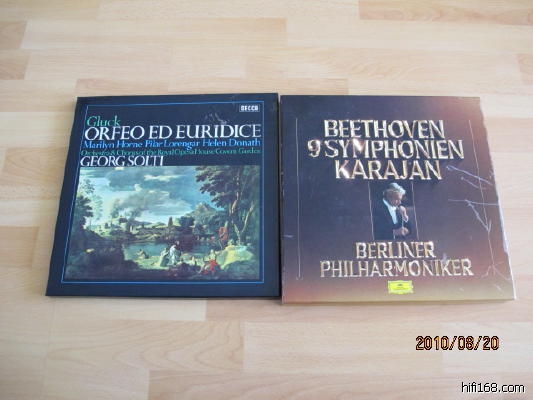 DECCA
Gluck
ORFEO ED EURIDICE
Marilyn Horne Pilar Lorengar Helen Donath
Orchestra & Chorus of the Royal Opera House Covent Garden
GEORG SOLTI
BEETHOVEN
9 SYMPHONIEN
KARAJAN
BERLINER
PHILHARMONIKER
2010/08/20
hifi168.com